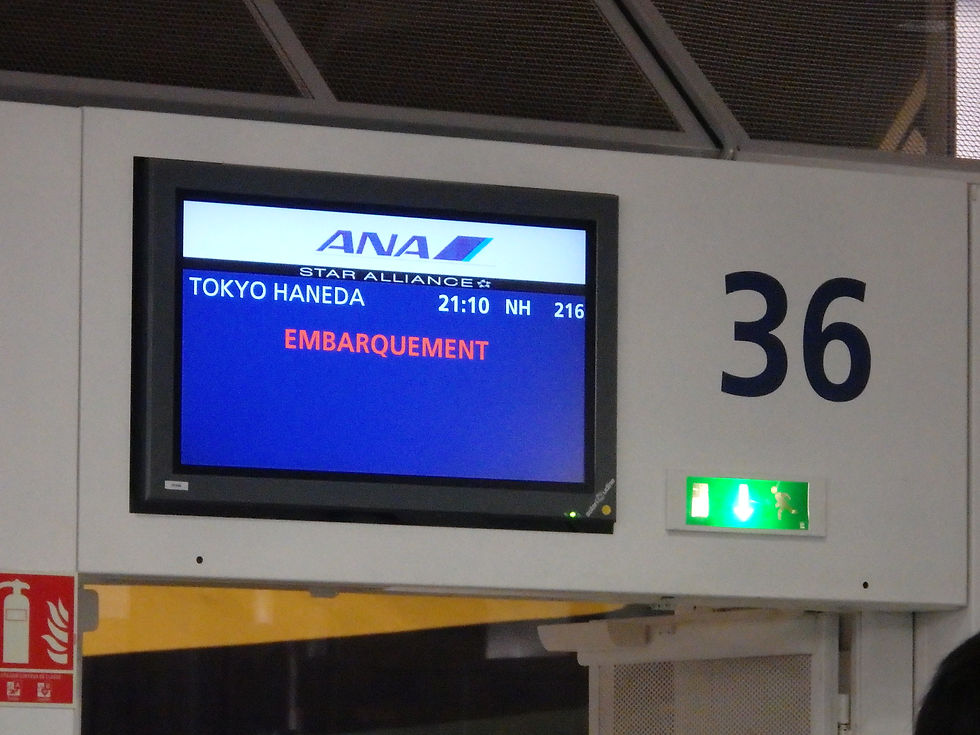 ANA
STAR ALLIANCE
TOKYO HANEDA 21:10 NH 216
EMBARQUEMENT
36